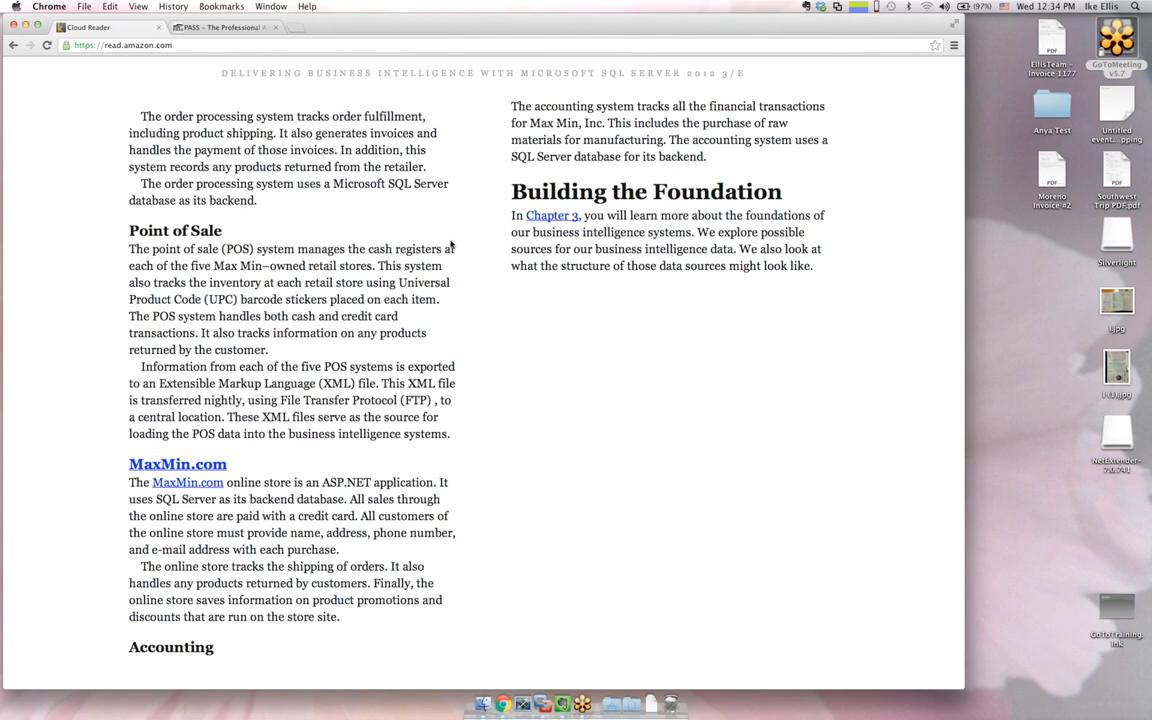 Chrome File Edit View History Bookmarks Window Help
(97%) Wed 12:34 PM Ike Ellis
Cloud Reader
PASS – The Professional A
https://read.amazon.com
DELIVERING BUSINESS INTELLIGENCE WITH MICROSOFT SQL SERVER 2012 3/E
The order processing system tracks order fulfillment,
including product shipping. It also generates invoices and
handles the payment of those invoices. In addition, this
system records any products returned from the retailer.
The order processing system uses a Microsoft SQL Server
database as its backend.
Point of Sale
The point of sale (POS) system manages the cash registers at
each of the five Max Min–owned retail stores. This system
also tracks the inventory at each retail store using Universal
Product Code (UPC) barcode stickers placed on each item.
The POS system handles both cash and credit card
transactions. It also tracks information on any products
returned by the customer.
Information from each of the five POS systems is exported
to an Extensible Markup Language (XML) file. This XML file
is transferred nightly, using File Transfer Protocol (FTP) , to
a central location. These XML files serve as the source for
loading the POS data into the business intelligence systems.
MaxMin.com
The MaxMin.com online store is an ASP.NET application. It
uses SQL Server as its backend database. All sales through
the online store are paid with a credit card. All customers of
the online store must provide name, address, phone number,
and e-mail address with each purchase.
The online store tracks the shipping of orders. It also
handles any products returned by customers. Finally, the
online store saves information on product promotions and
discounts that are run on the store site.
Accounting
The accounting system tracks all the financial transactions
for Max Min, Inc. This includes the purchase of raw
materials for manufacturing. The accounting system uses a
SQL Server database for its backend.
Building the Foundation
In Chapter 3, you will learn more about the foundations of
our business intelligence systems. We explore possible
sources for our business intelligence data. We also look at
what the structure of those data sources might look like.
PDF
EllisTeam –
Invoice 1177
GoToMeeting
v5.7
Anya Test
Untitled
event....pping
PDF
Moreno
Invoice #2
PDF
Southwest
Trip PDF.pdf
Silverlight
1.jpg
1 (1).jpg
NetExtender-
7.0.741
GoToTraining.
lnk